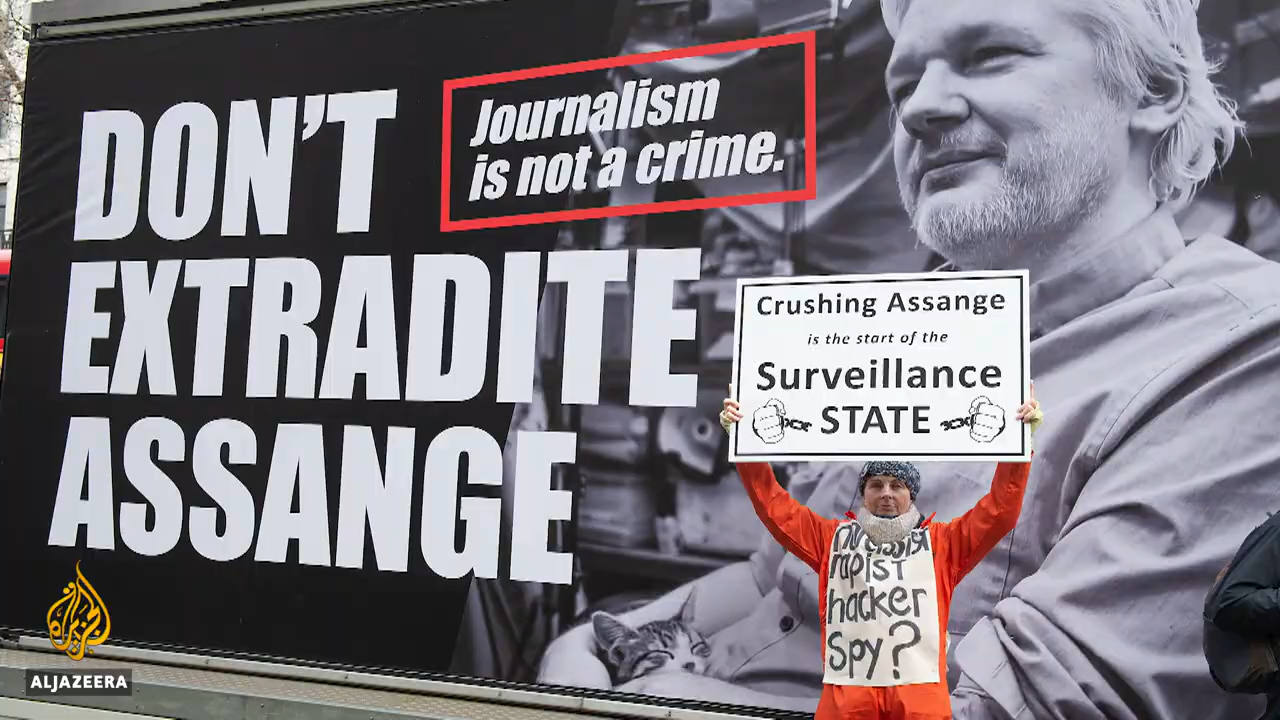 DON'T
EXTRADITE
ASSANGE
Journalism
is not a crime.
Crushing Assange
is the start of the
Surveillance
STATE
rapist
hacker
Spy?
ALJAZEERA